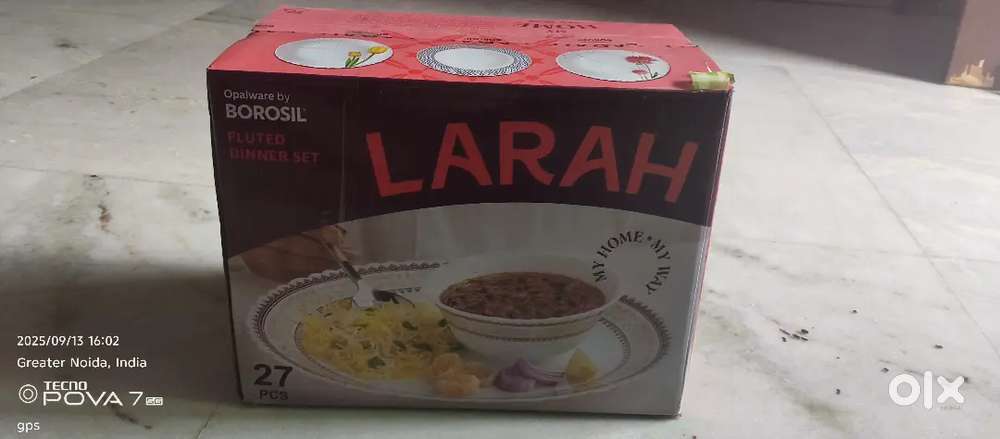 Opalware by
BOROSIL
FLUTED
DINNER SET
LARAH
MY HOME • MY WAY
27
PCS
2025/09/13 16:02
Greater Noida, India
TECNO
POVA 7 5G
gps
olx